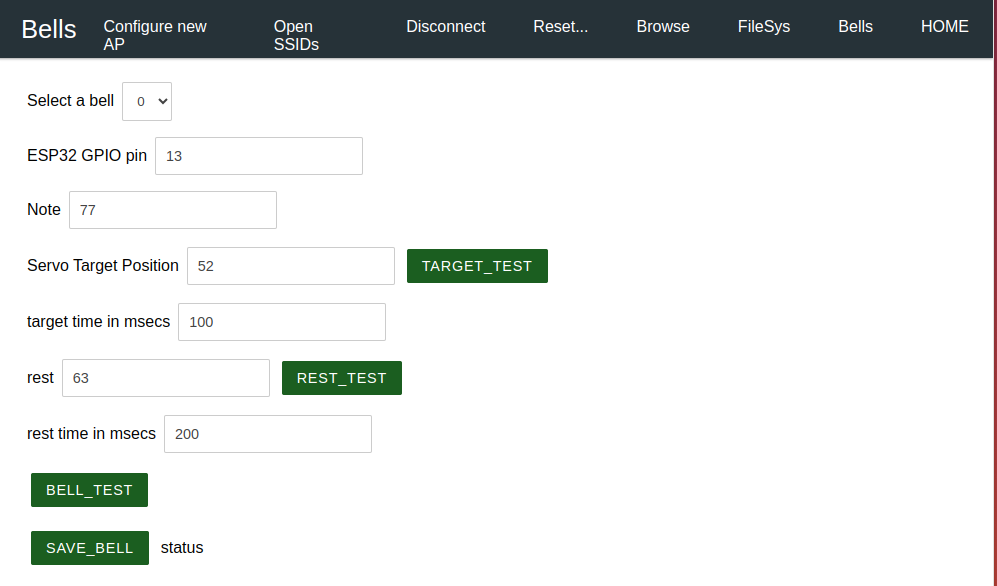 Bells Configure new AP Open SSIDs Disconnect Reset... Browse FileSys Bells HOME
Select a bell 0
ESP32 GPIO pin 13
Note 77
Servo Target Position 52 TARGET_TEST
target time in msecs 100
rest 63 REST_TEST
rest time in msecs 200
BELL_TEST
SAVE_BELL status